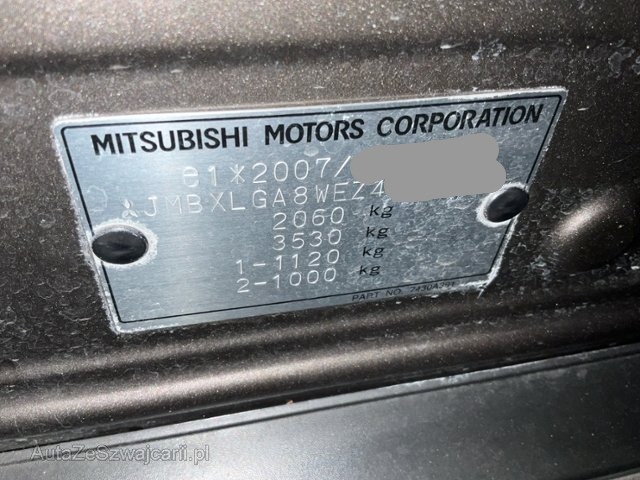 MITSUBISHI MOTORS CORPORATION
e1*2007/
JMBXLGA8WEZ4
2060 kg
3530 kg
1-1120 kg
2-1000 kg
PART NO. 7430A391
AutaZeSzwajcarii.pl